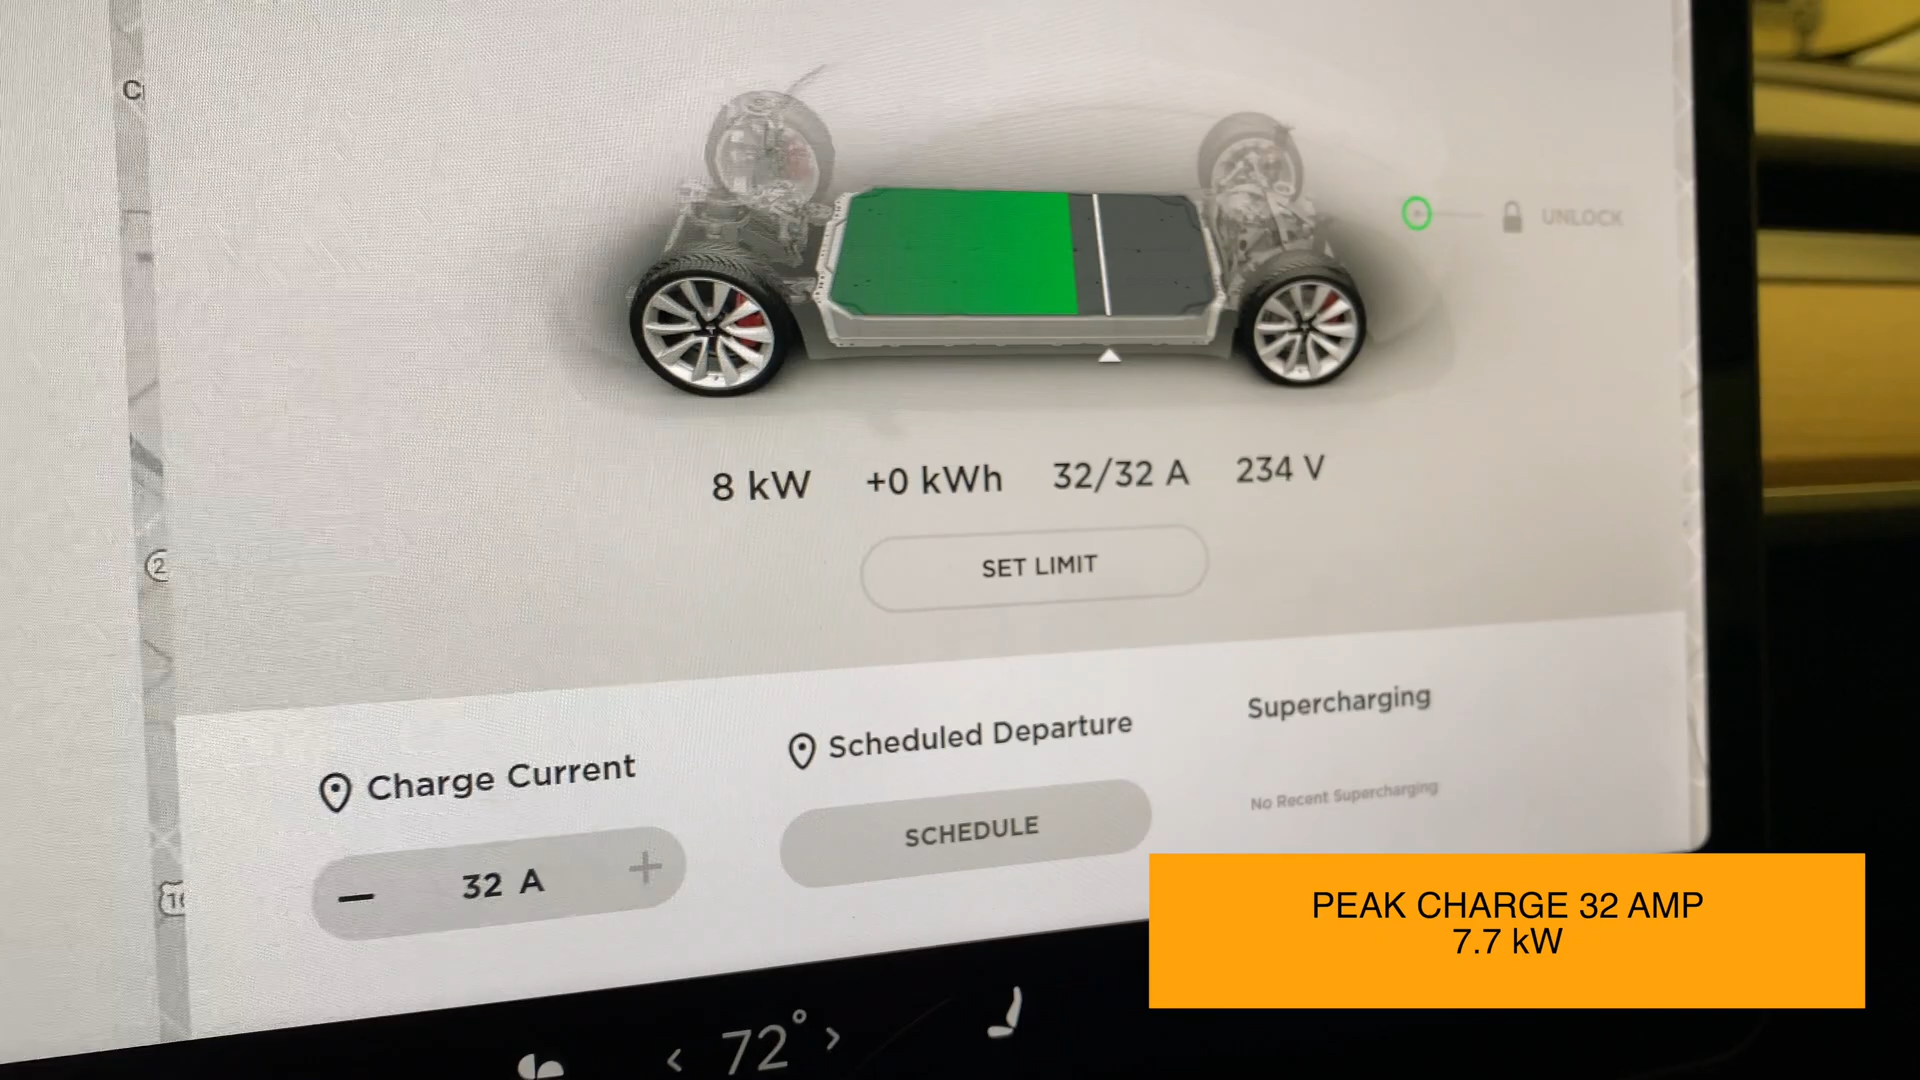 UNLOCK
8 kW +0 kWh 32/32 A 234 V
SET LIMIT
Charge Current
Scheduled Departure
Supercharging
32 A
SCHEDULE
No Recent Supercharging
PEAK CHARGE 32 AMP
7.7 kW
72°
2